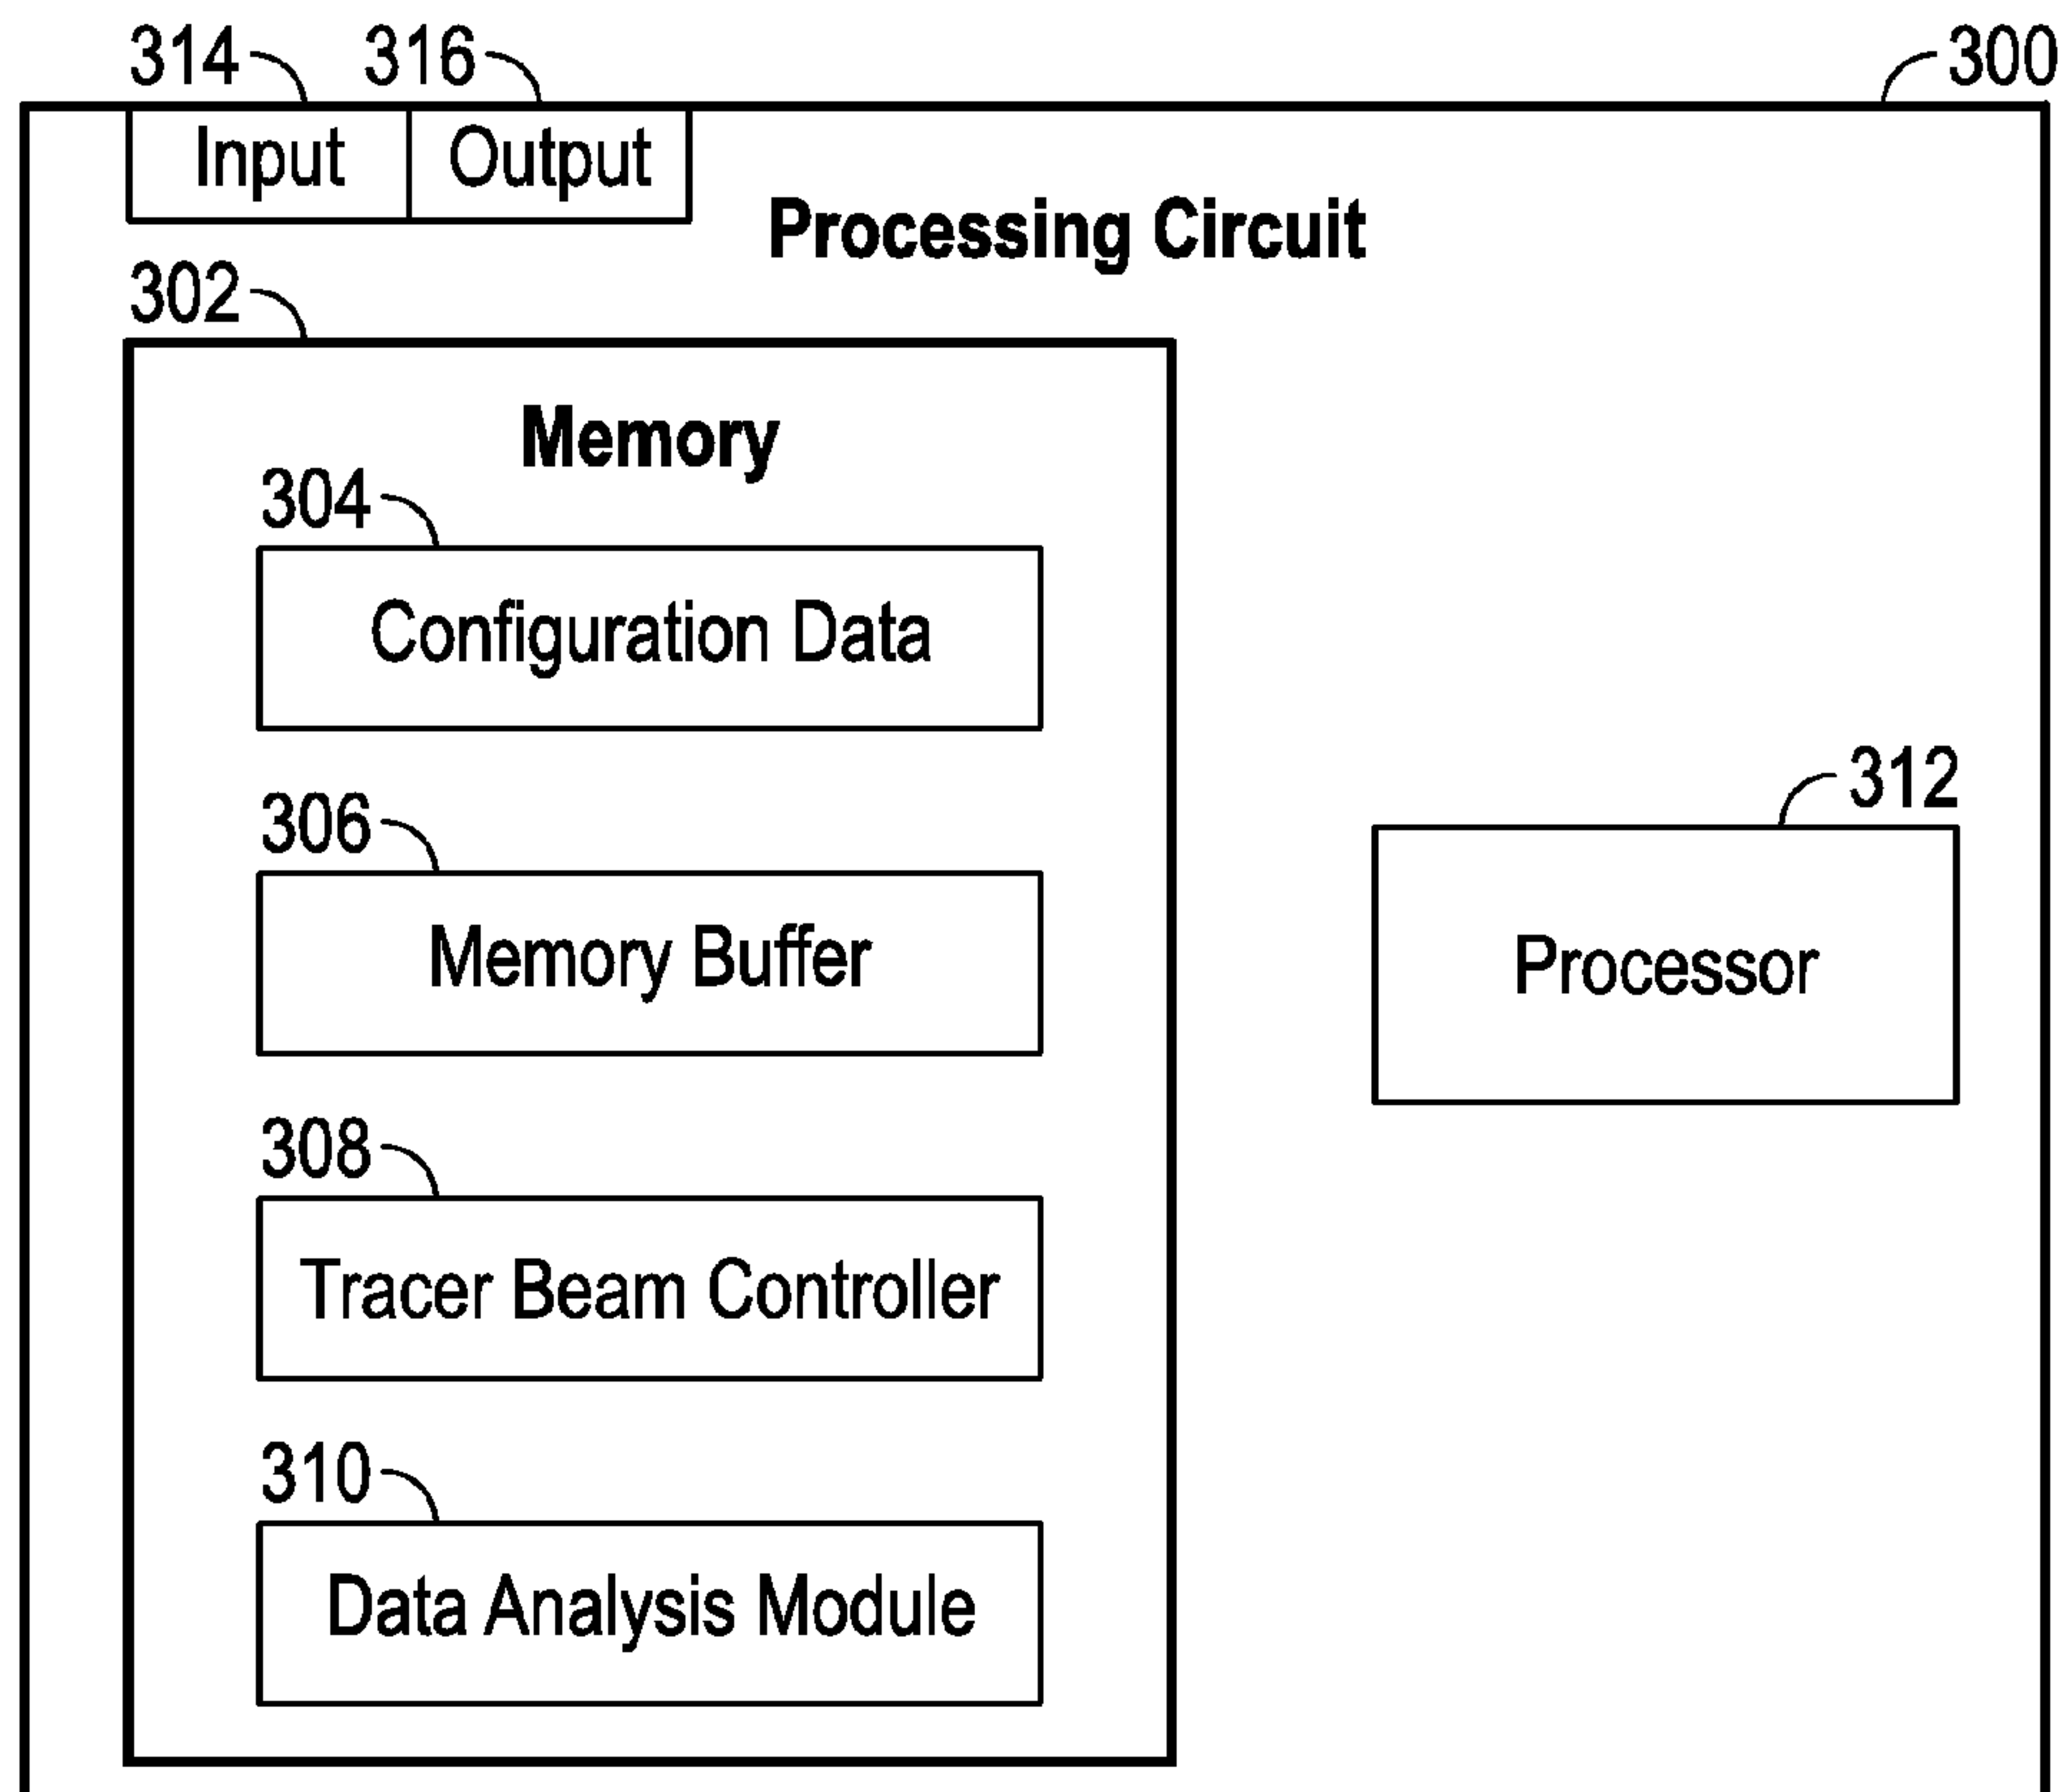 314 316 300
Input Output
Processing Circuit
302
Memory
304
Configuration Data
306
Memory Buffer
308
Tracer Beam Controller
310
Data Analysis Module
312
Processor